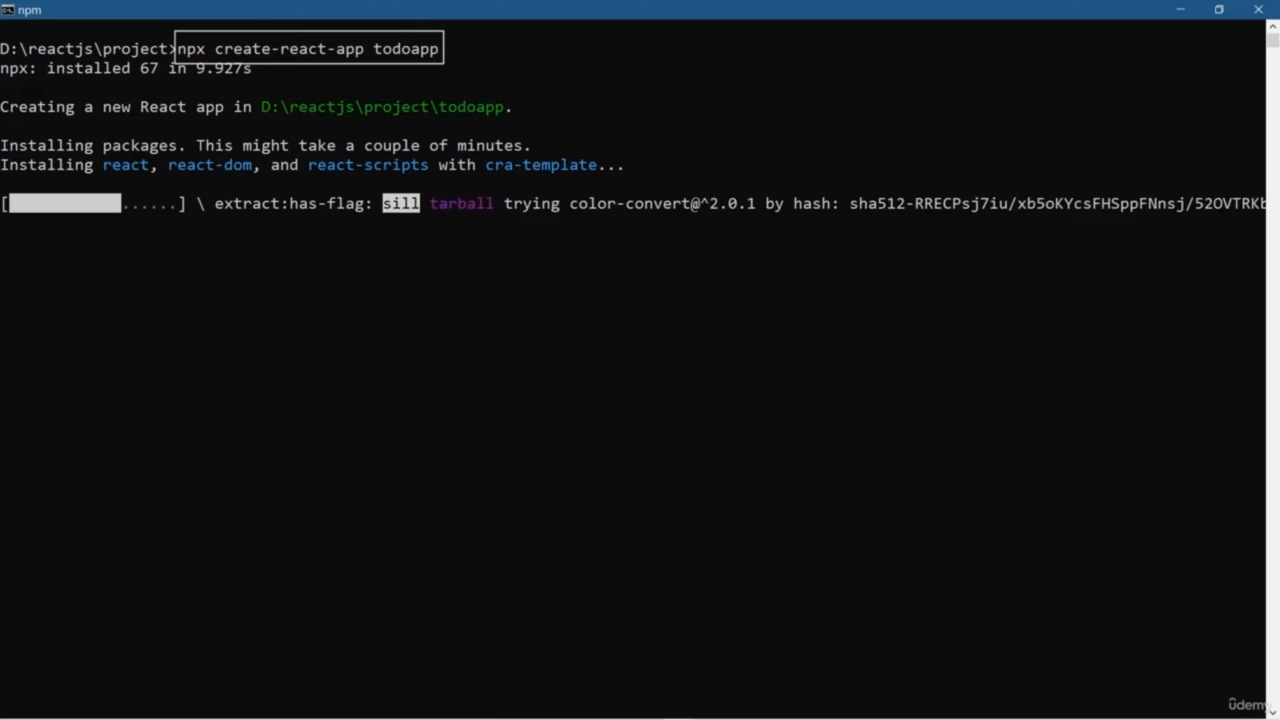 npm
D:\reactjs\project>npx create-react-app todoapp
npx: installed 67 in 9.927s
Creating a new React app in D:\reactjs\project\todoapp.
Installing packages. This might take a couple of minutes.
Installing react, react-dom, and react-scripts with cra-template...
[ ......] \ extract:has-flag: sill tarball trying color-convert@^2.0.1 by hash: sha512-RRECPsj7iu/xb5oKYcsFHSppFNnsj/52OVTRKb
ûdemy